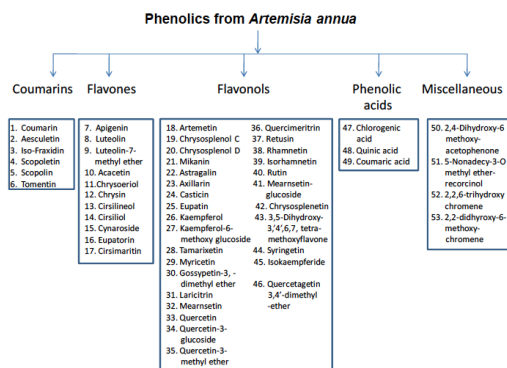 Phenolics from Artemisia annua
Coumarins
Flavones
Flavonols
Phenolic
acids
Miscellaneous
1. Coumarin
2. Aesculetin
3. Iso-Fraxidin
4. Scopoletin
5. Scopolin
6. Tomentin
7. Apigenin
8. Luteolin
9. Luteolin-7-
methyl ether
10. Acacetin
11.Chrysoeriol
12. Chrysin
13. Cirsilineol
14. Cirsiliol
15. Cynaroside
16. Eupatorin
17. Cirsimaritin
18. Artemetin
19. Chrysosplenol C
20. Chrysosplenol D
21. Mikanin
22. Astragalin
23. Axillarin
24. Casticin
25. Eupatin
26. Kaempferol
27. Kaempferol-6-
methoxy glucoside
28. Tamarixetin
29. Myricetin
30. Gossypetin-3, -
dimethyl ether
31. Laricitrin
32. Mearnsetin
33. Quercetin
34. Quercetin-3-
glucoside
35. Quercetin-3-
methyl ether
36. Quercimeritrin
37. Retusin
38. Rhamnetin
39. Isorhamnetin
40. Rutin
41. Mearnsetin-
glucoside
42. Chrysosplenetin
43. 3,5-Dihydroxy-
3,'4',6,7, tetra-
methoxyflavone
44. Syringetin
45. Isokaempferide
46. Quercetagetin
3,4'-dimethyl
-ether
47. Chlorogenic
acid
48. Quinic acid
49. Coumaric acid
50. 2,4-Dihydroxy-6
methoxy-
acetophenone
51.5-Nonadecy-3-O
methyl ether-
recorcinol
52. 2,2,6-trihydroxy
chromene
53. 2,2-didhyroxy-6-
methoxy-
chromene